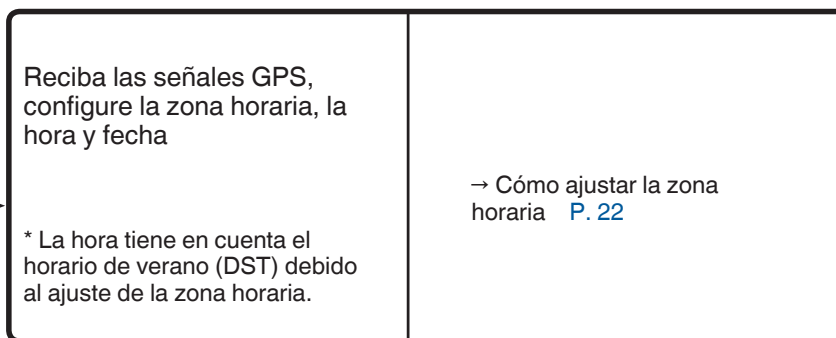 Reciba las señales GPS,
configure la zona horaria, la
hora y fecha
* La hora tiene en cuenta el
horario de verano (DST) debido
al ajuste de la zona horaria.
→ Cómo ajustar la zona
horaria P. 22